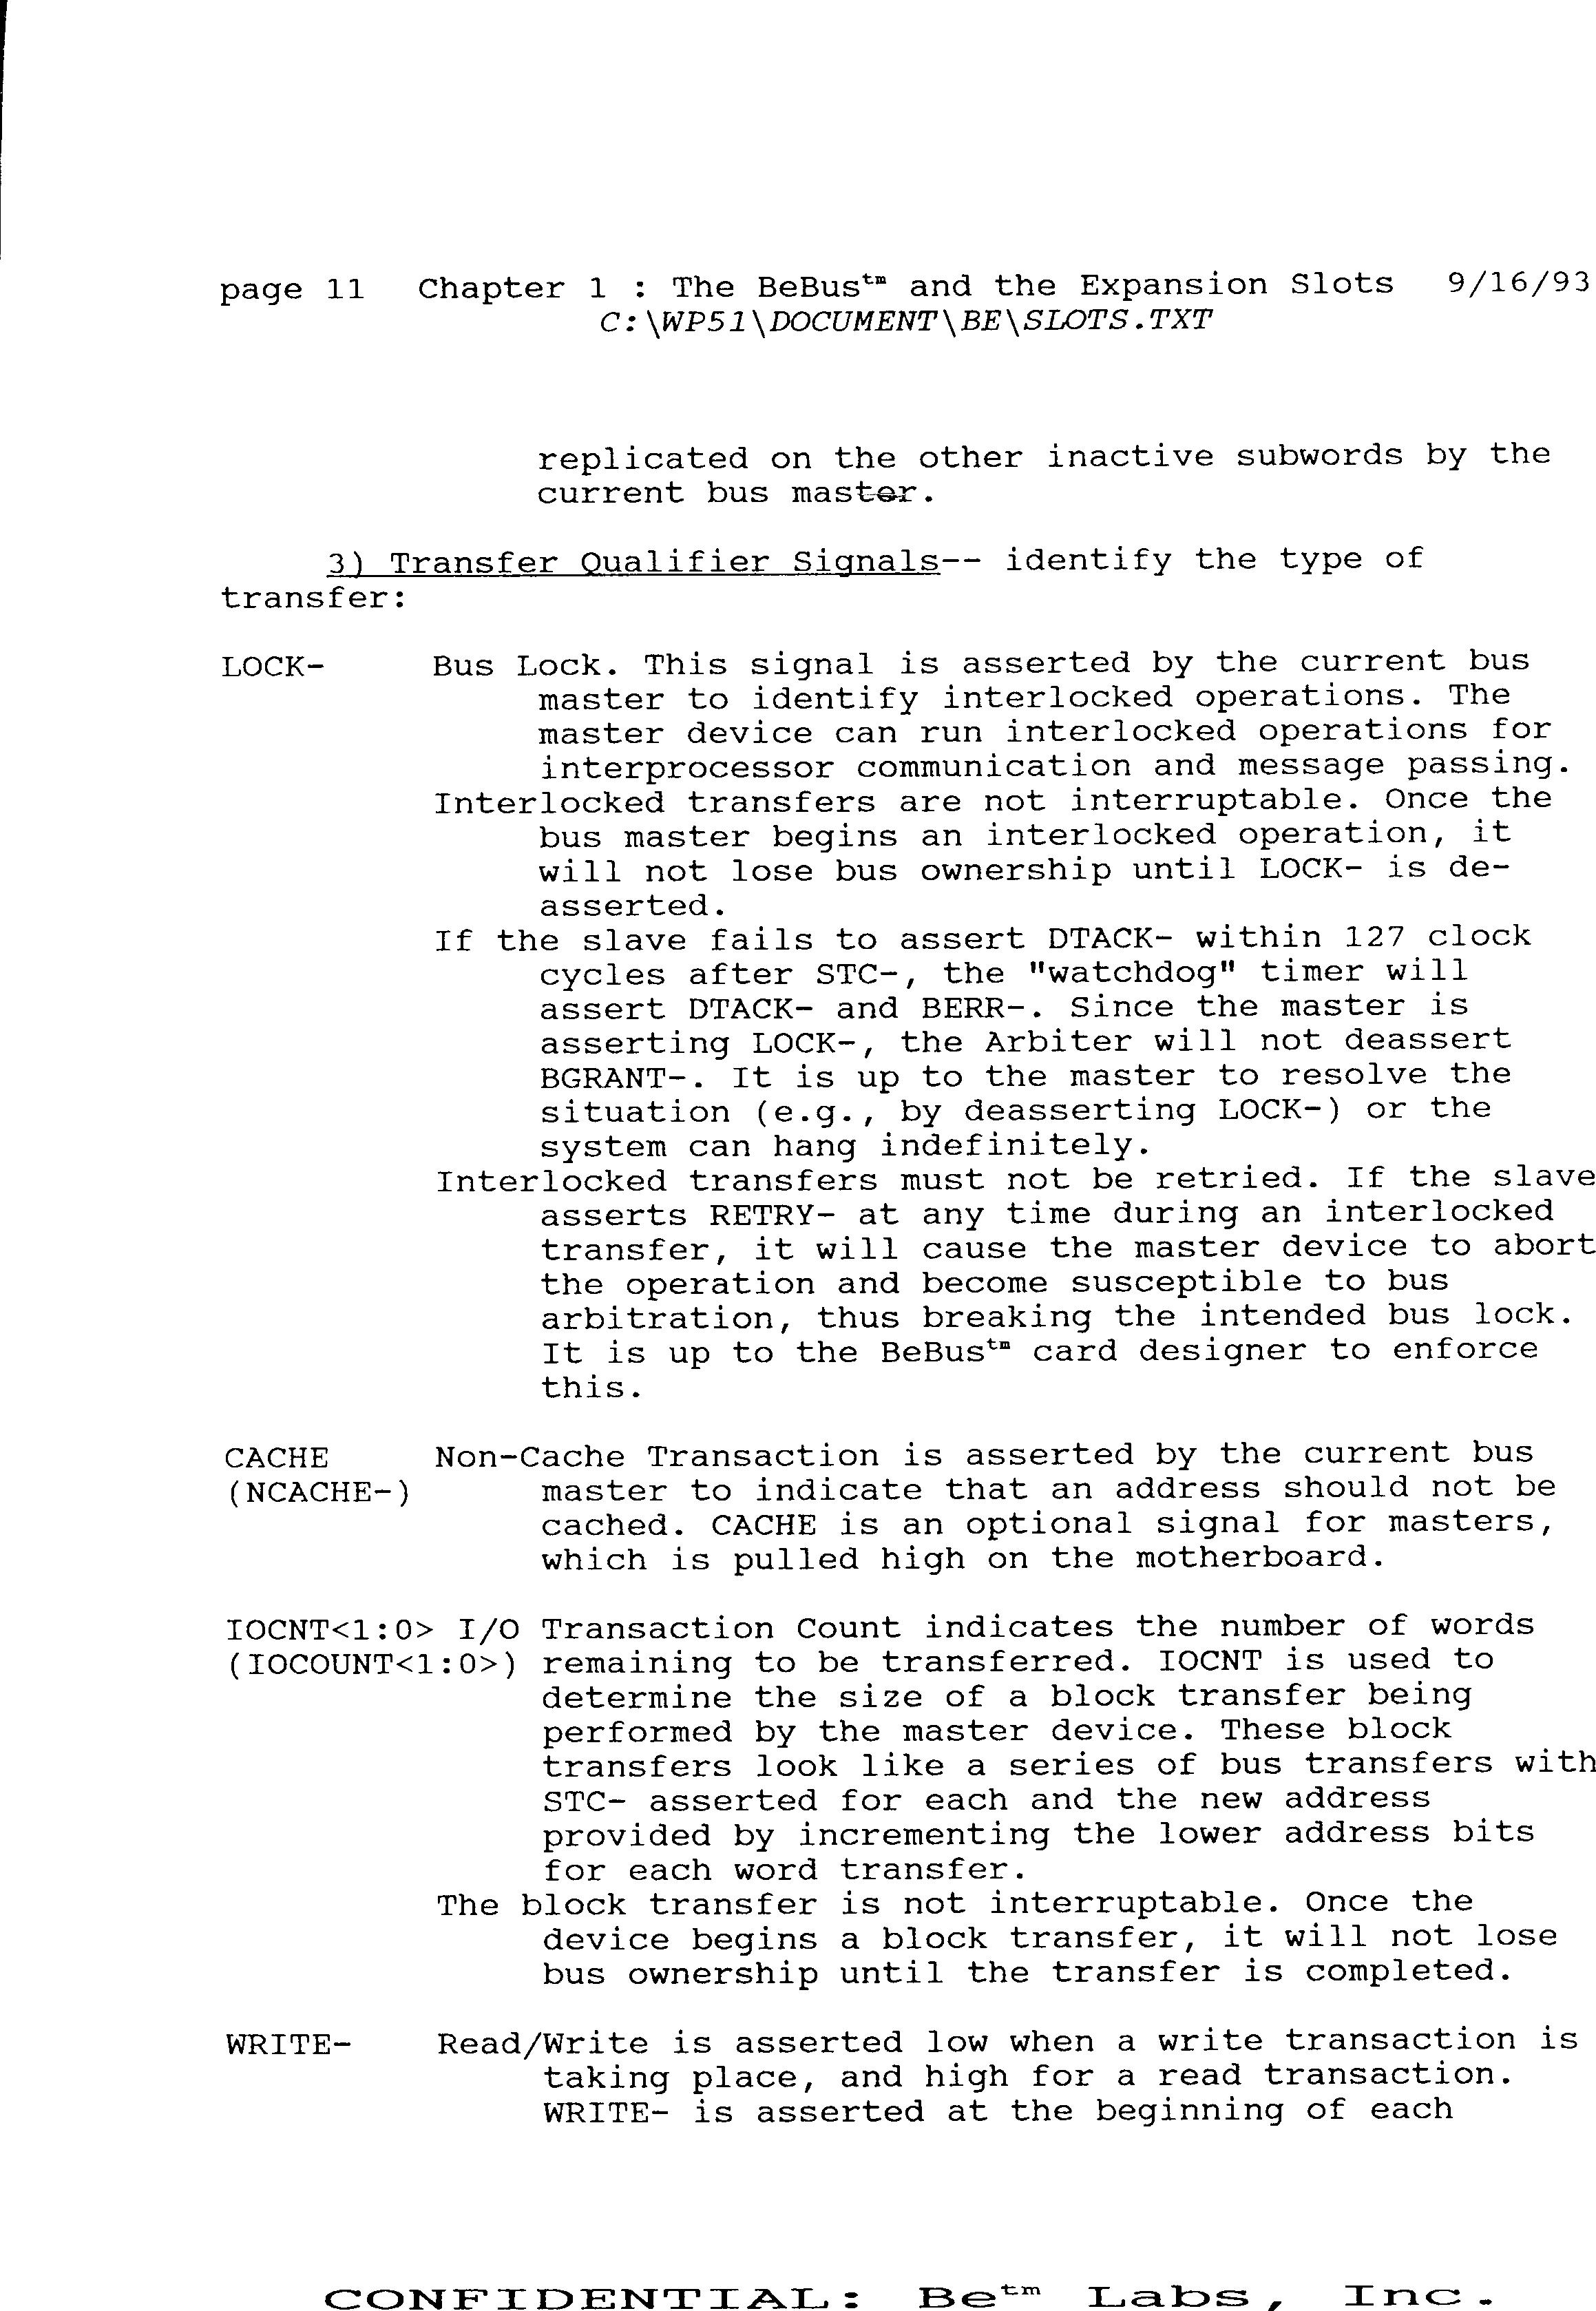 page 11 Chapter 1 : The BeBus™ and the Expansion Slots 9/16/93
C:\WP51\DOCUMENT\BE\SLOTS.TXT
replicated on the other inactive subwords by the
current bus master.
3) Transfer Qualifier Signals-- identify the type of
transfer:
LOCK- Bus Lock. This signal is asserted by the current bus
master to identify interlocked operations. The
master device can run interlocked operations for
interprocessor communication and message passing.
Interlocked transfers are not interruptable. Once the
bus master begins an interlocked operation, it
will not lose bus ownership until LOCK- is de-
asserted.
If the slave fails to assert DTACK- within 127 clock
cycles after STC-, the "watchdog" timer will
assert DTACK- and BERR-. Since the master is
asserting LOCK-, the Arbiter will not deassert
BGRANT-. It is up to the master to resolve the
situation (e.g., by deasserting LOCK-) or the
system can hang indefinitely.
Interlocked transfers must not be retried. If the slave
asserts RETRY- at any time during an interlocked
transfer, it will cause the master device to abort
the operation and become susceptible to bus
arbitration, thus breaking the intended bus lock.
It is up to the BeBus™ card designer to enforce
this.
CACHE Non-Cache Transaction is asserted by the current bus
(NCACHE-) master to indicate that an address should not be
cached. CACHE is an optional signal for masters,
which is pulled high on the motherboard.
IOCNT<1:0> I/O Transaction Count indicates the number of words
(IOCOUNT<1:0>) remaining to be transferred. IOCNT is used to
determine the size of a block transfer being
performed by the master device. These block
transfers look like a series of bus transfers with
STC- asserted for each and the new address
provided by incrementing the lower address bits
for each word transfer.
The block transfer is not interruptable. Once the
device begins a block transfer, it will not lose
bus ownership until the transfer is completed.
WRITE- Read/Write is asserted low when a write transaction is
taking place, and high for a read transaction.
WRITE- is asserted at the beginning of each
CONFIDENTIAL: Be™ Labs, Inc.